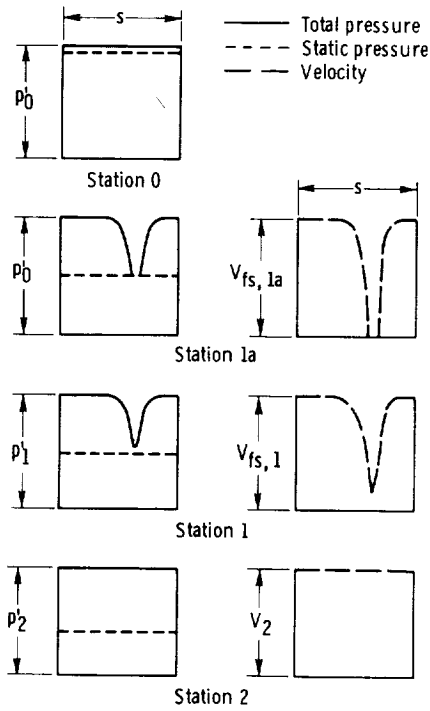 s
Total pressure
Static pressure
Velocity
p'0
Station 0
s
p'0
Vfs, 1a
Station 1a
p'1
Vfs, 1
Station 1
p'2
V2
Station 2